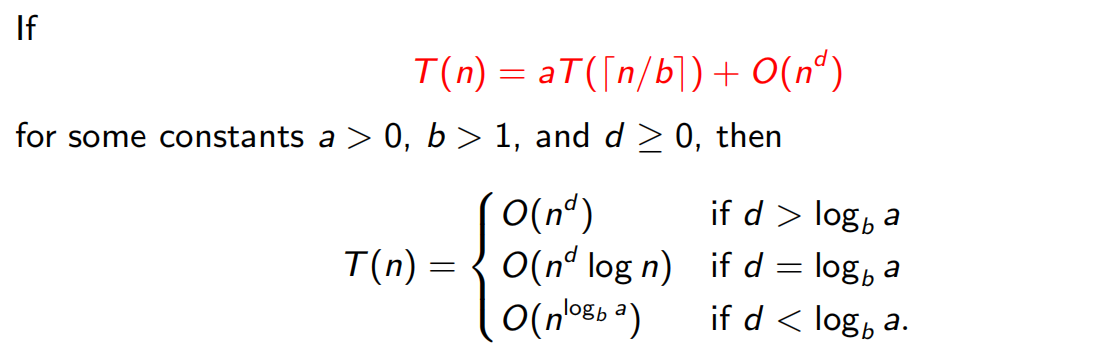 If
T(n) = aT(⌈n/b⌉) + O(n^d)
for some constants a > 0, b > 1, and d ≥ 0, then
T(n) = { O(n^d) if d > log_b a
O(n^d log n) if d = log_b a
O(n^{log_b a}) if d < log_b a.